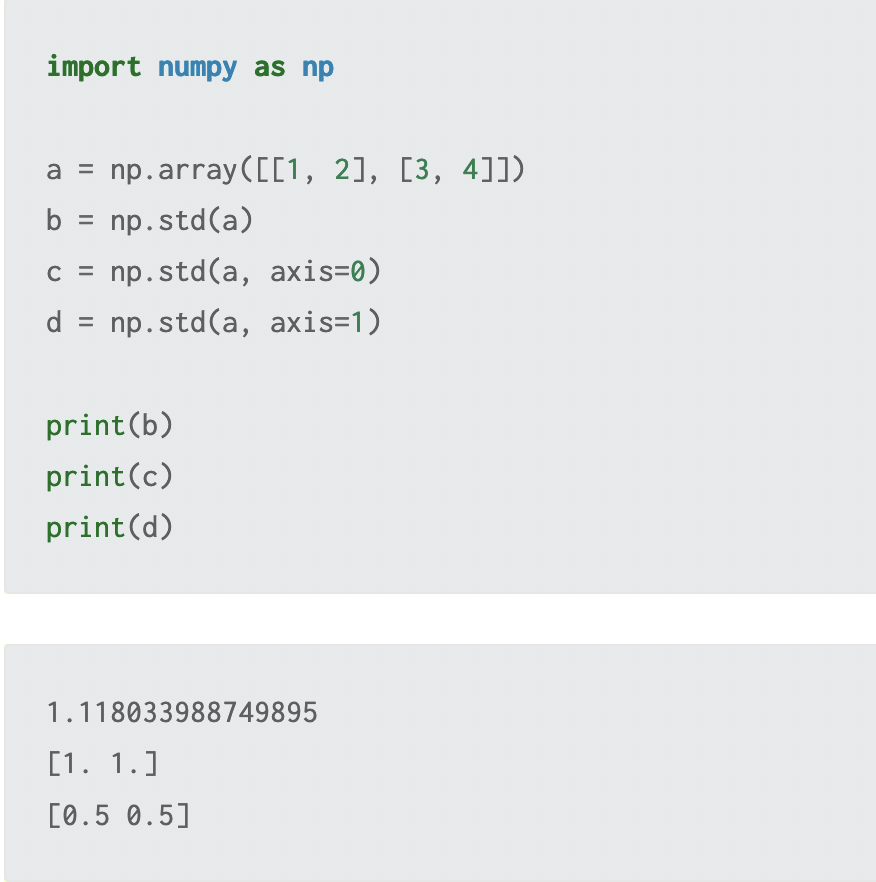 import numpy as np
a = np.array([[1, 2], [3, 4]])
b = np.std(a)
c = np.std(a, axis=0)
d = np.std(a, axis=1)
print(b)
print(c)
print(d)
1.118033988749895
[1. 1.]
[0.5 0.5]